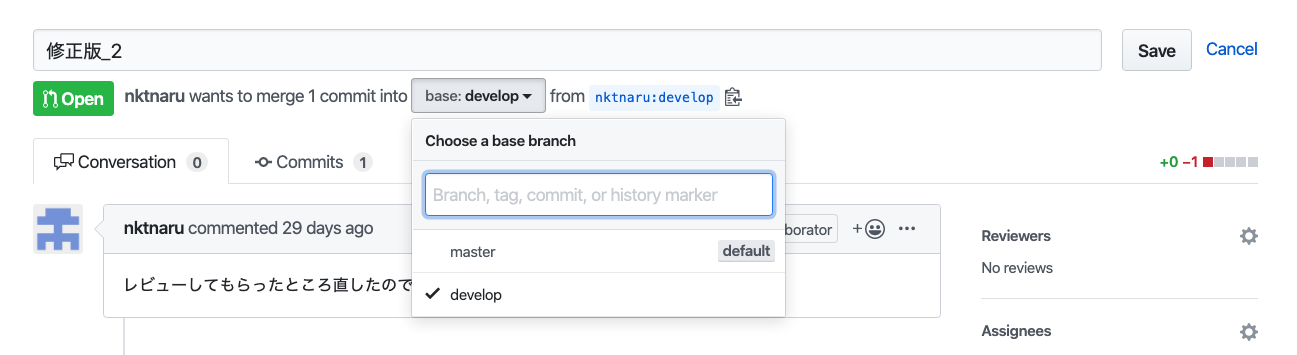 修正版_2
Save
Cancel
Open
nktnaru wants to merge 1 commit into base: develop from nktnaru:develop
Choose a base branch
Branch, tag, commit, or history marker
master default
develop
Conversation 0
Commits 1
+0 −1
nktnaru commented 29 days ago
borator
レビューしてもらったところ直したので
Reviewers
No reviews
Assignees